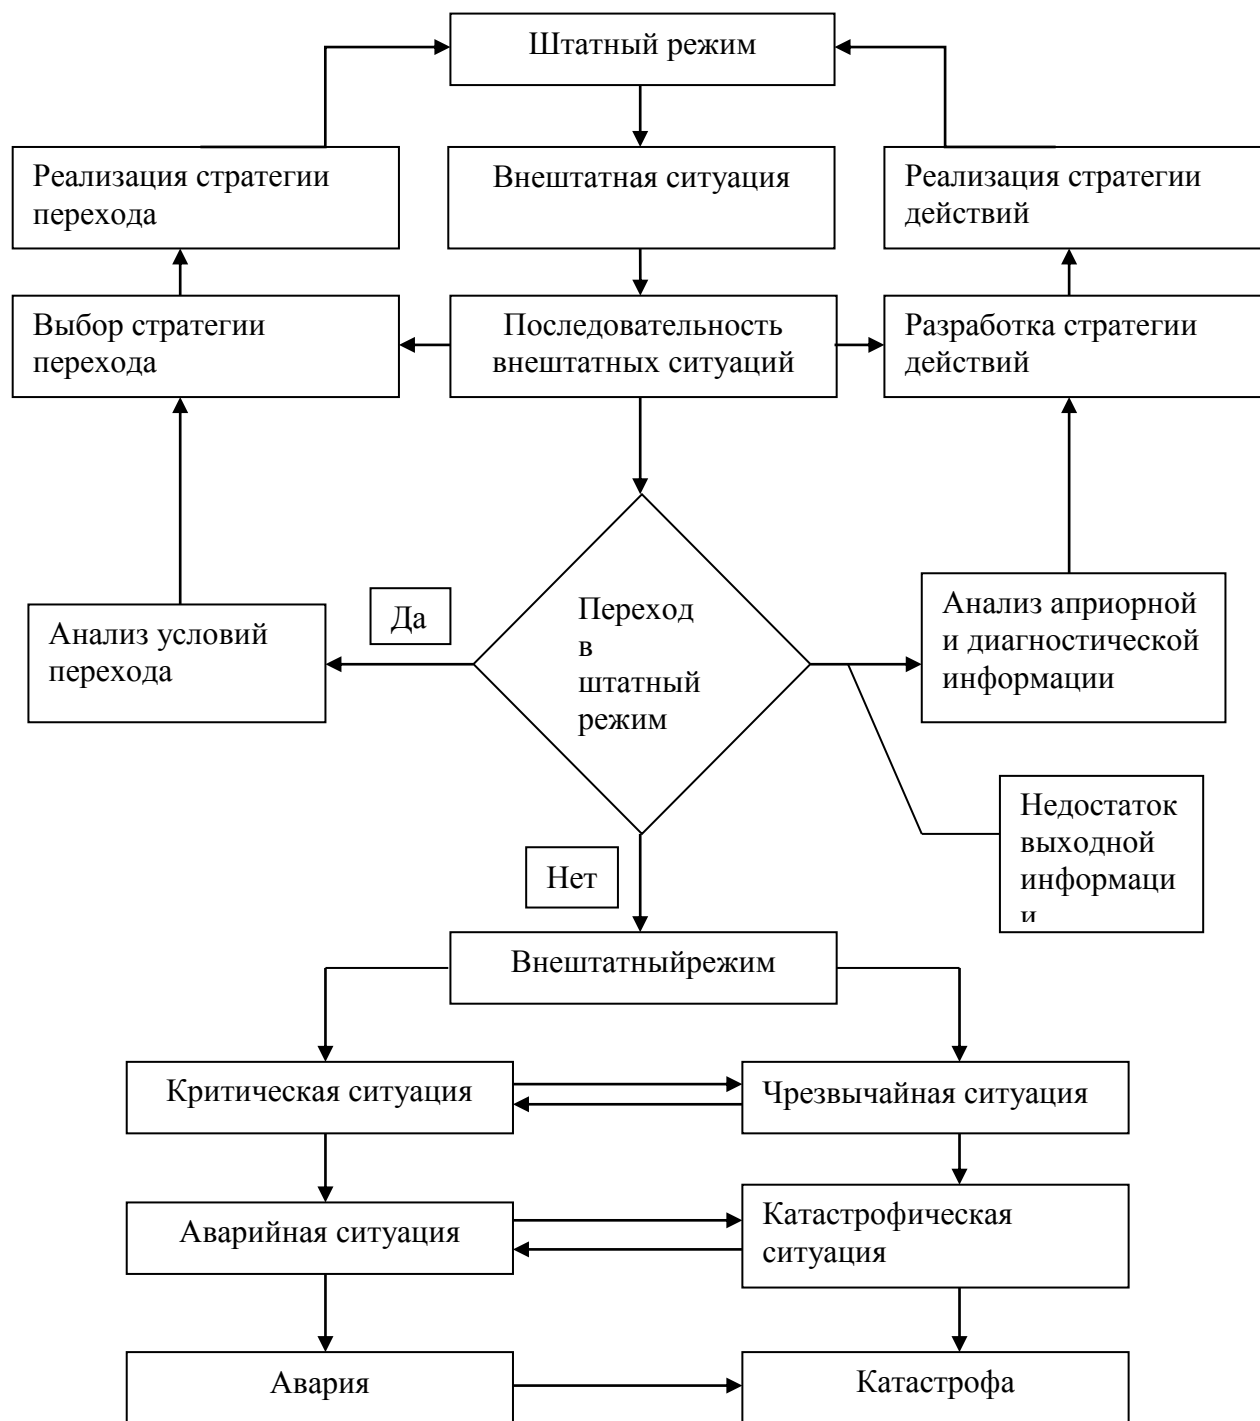 Штатный режим
Реализация стратегии
перехода
Внештатная ситуация
Реализация стратегии
действий
Выбор стратегии
перехода
Последовательность
внештатных ситуаций
Разработка стратегии
действий
Переход
в
штатный
режим
Да
Анализ условий
перехода
Анализ априорной
и диагностической
информации
Недостаток
выходной
информаци
и
Нет
Внештатныйрежим
Критическая ситуация
Чрезвычайная ситуация
Аварийная ситуация
Катастрофическая
ситуация
Авария
Катастрофа